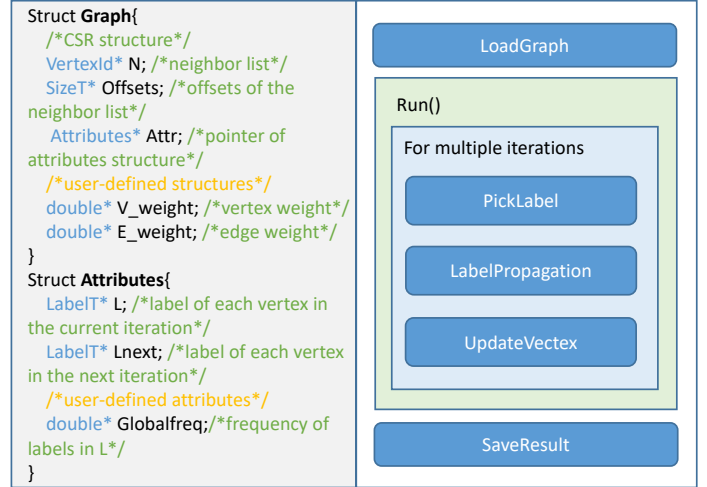 Struct Graph{
/*CSR structure*/
VertexId* N; /*neighbor list*/
SizeT* Offsets; /*offsets of the
neighbor list*/
Attributes* Attr; /*pointer of
attributes structure*/
/*user-defined structures*/
double* V_weight; /*vertex weight*/
double* E_weight; /*edge weight*/
}
Struct Attributes{
LabelT* L; /*label of each vertex in
the current iteration*/
LabelT* Lnext; /*label of each vertex
in the next iteration*/
/*user-defined attributes*/
double* Globalfreq;/*frequency of
labels in L*/
}
LoadGraph
Run()
For multiple iterations
PickLabel
LabelPropagation
UpdateVectex
SaveResult